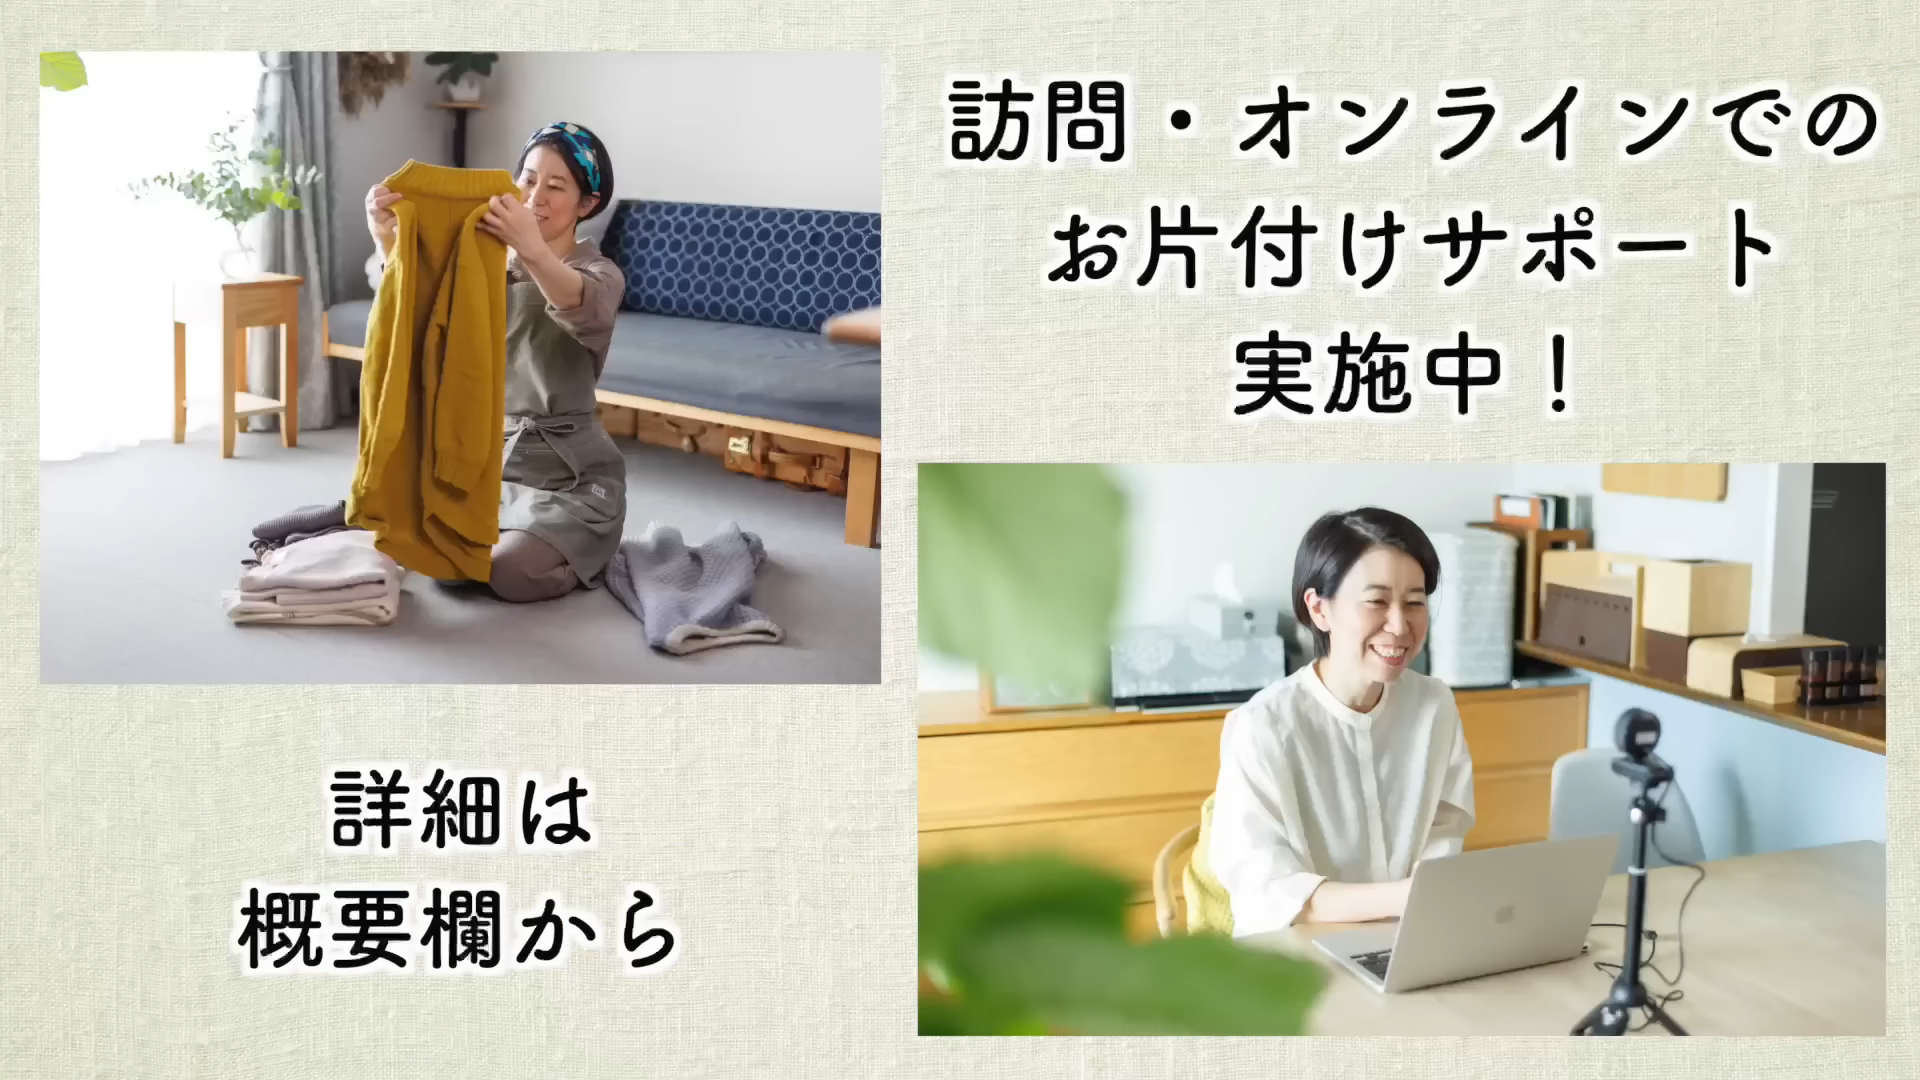 訪問・オンラインでの
お片付けサポート
実施中！
詳細は
概要欄から